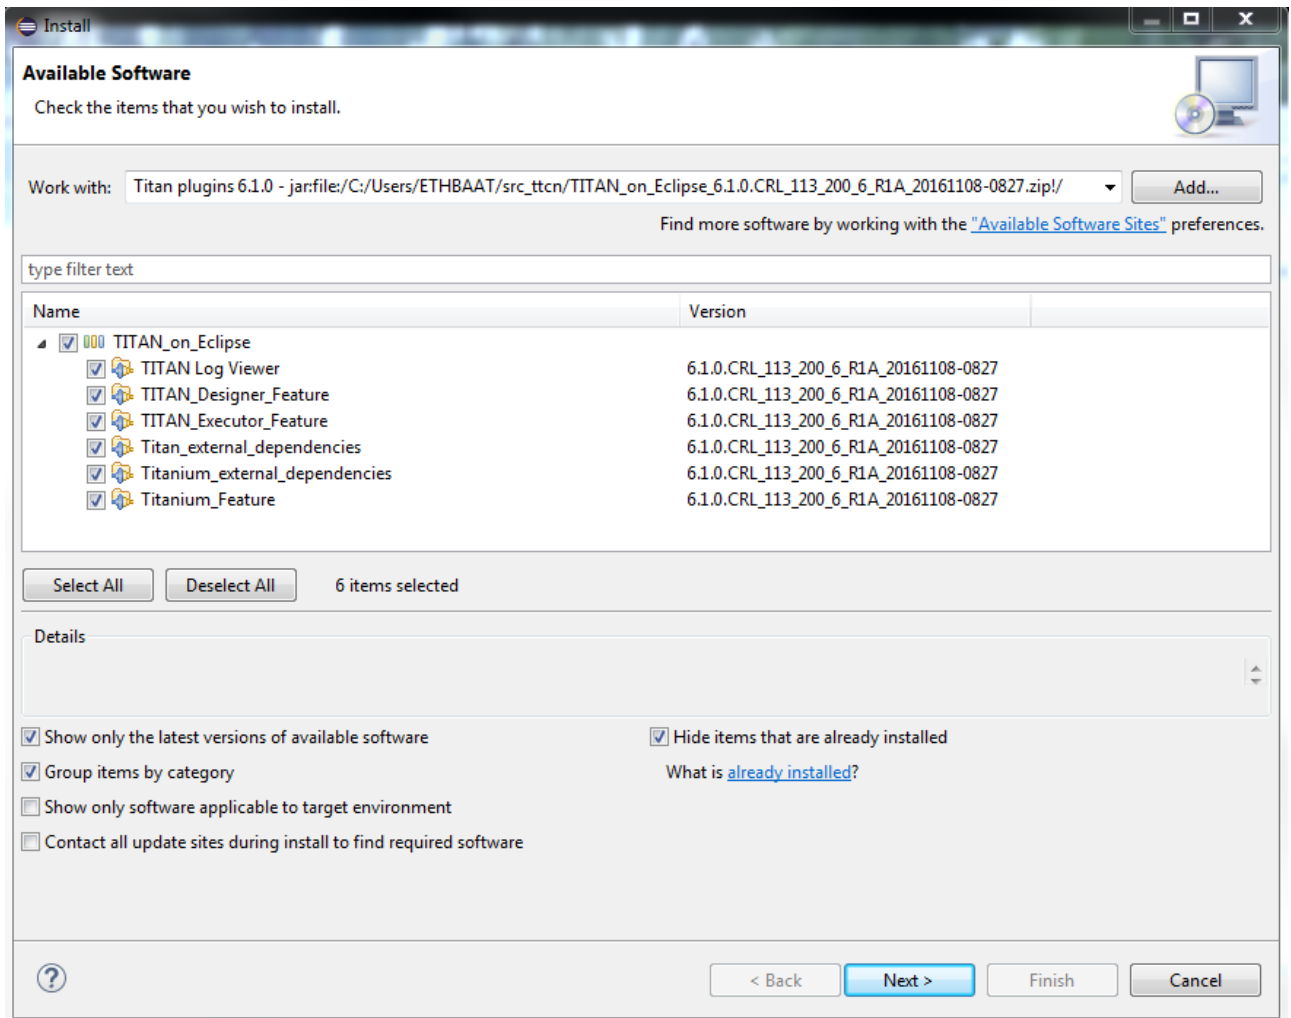 Install
Available Software
Check the items that you wish to install.
Work with: Titan plugins 6.1.0 - jar:file:/C:/Users/ETHBAAT/src_ttcn/TITAN_on_Eclipse_6.1.0.CRL_113_200_6_R1A_20161108-0827.zip!/ Add...
Find more software by working with the "Available Software Sites" preferences.
type filter text
Name Version
TITAN_on_Eclipse
TITAN Log Viewer 6.1.0.CRL_113_200_6_R1A_20161108-0827
TITAN_Designer_Feature 6.1.0.CRL_113_200_6_R1A_20161108-0827
TITAN_Executor_Feature 6.1.0.CRL_113_200_6_R1A_20161108-0827
Titan_external_dependencies 6.1.0.CRL_113_200_6_R1A_20161108-0827
Titanium_external_dependencies 6.1.0.CRL_113_200_6_R1A_20161108-0827
Titanium_Feature 6.1.0.CRL_113_200_6_R1A_20161108-0827
Select All Deselect All 6 items selected
Details
Show only the latest versions of available software Hide items that are already installed
Group items by category What is already installed?
Show only software applicable to target environment
Contact all update sites during install to find required software
? < Back Next > Finish Cancel